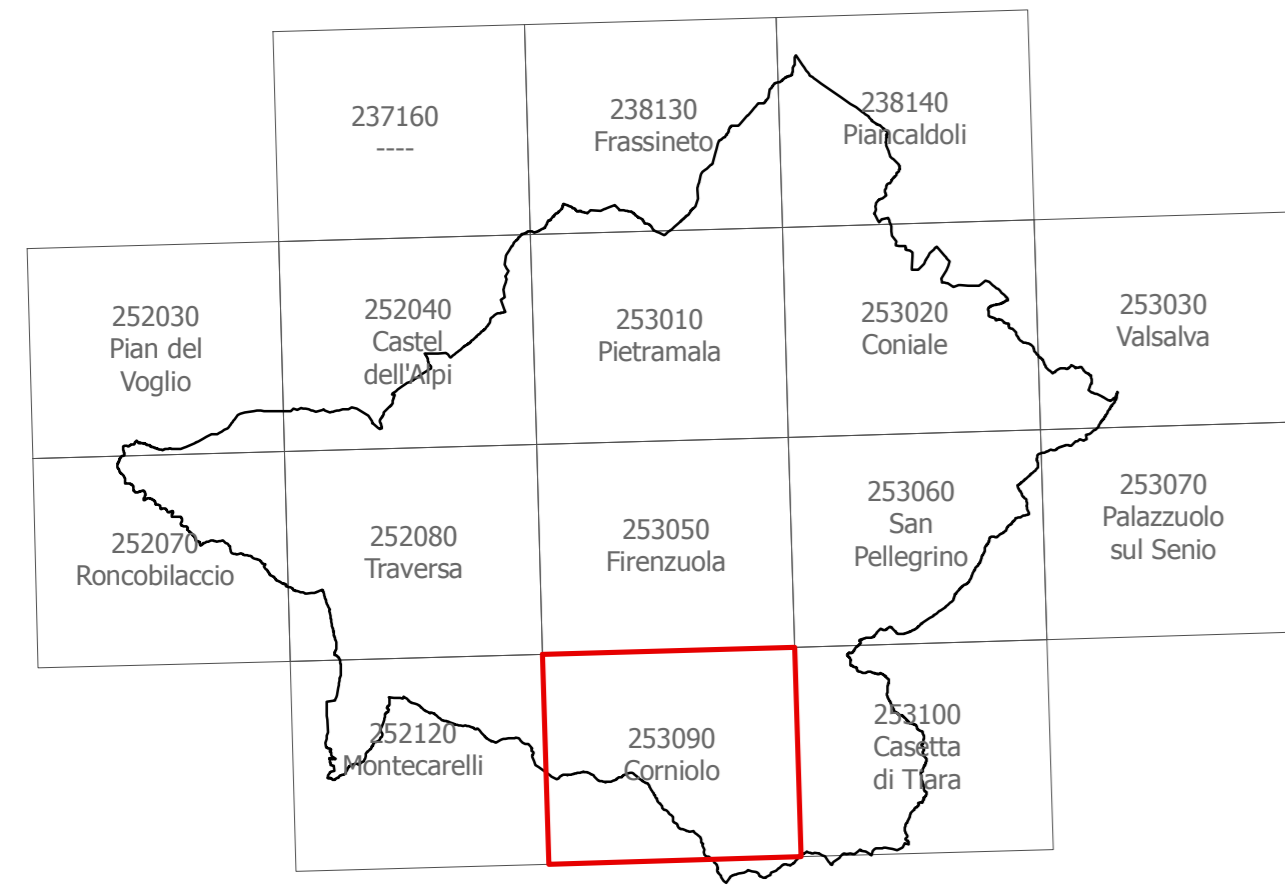 237160
----
238130
Frassineto
238140
Piancaldoli
252030
Pian del
Voglio
252040
Castel
dell'Alpi
253010
Pietramala
253020
Coniale
253030
Valsalva
252070
Roncobilaccio
252080
Traversa
253050
Firenzuola
253060
San
Pellegrino
253070
Palazzuolo
sul Senio
252120
Montecarelli
253090
Corniolo
253100
Casetta
di Tiara